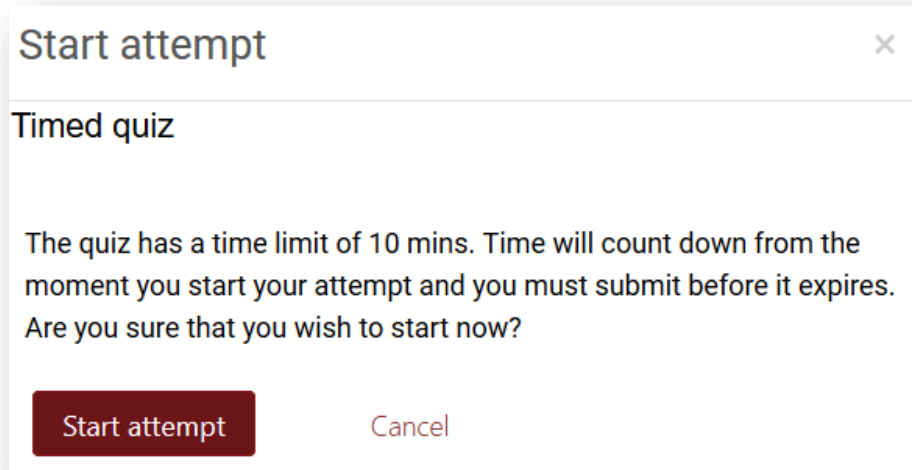 Start attempt ×
Timed quiz
The quiz has a time limit of 10 mins. Time will count down from the
moment you start your attempt and you must submit before it expires.
Are you sure that you wish to start now?
Start attempt Cancel